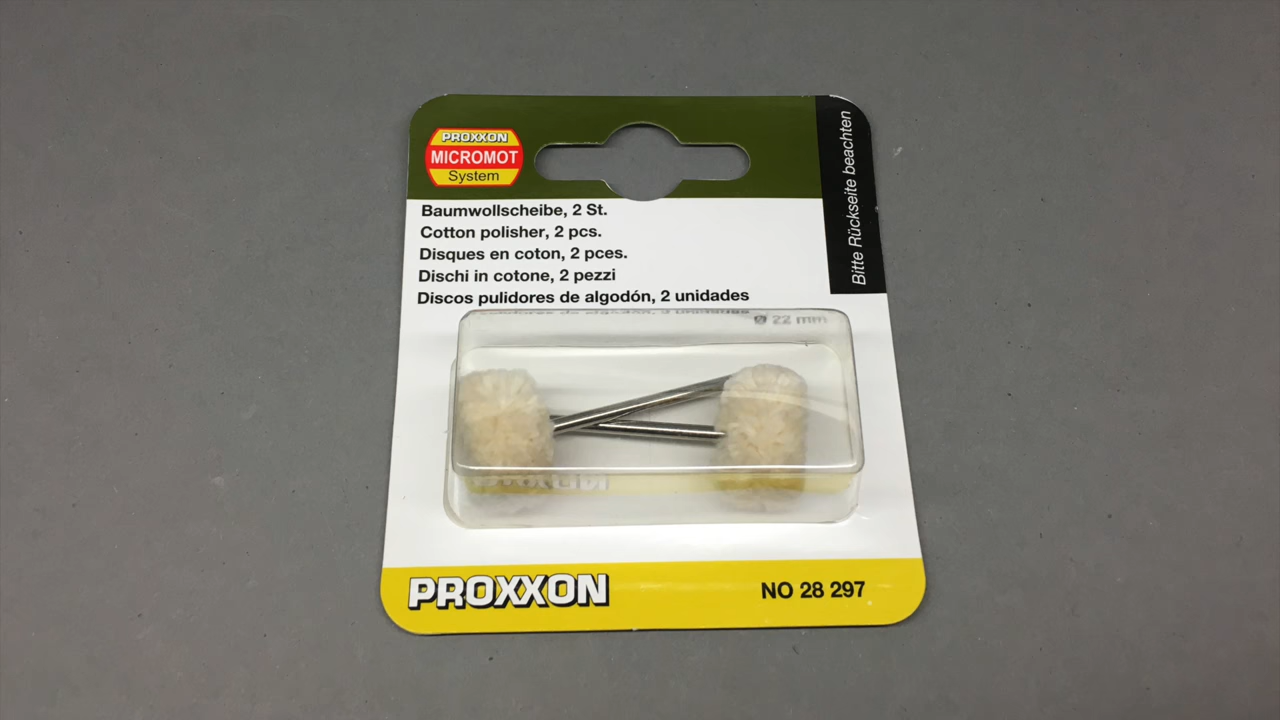 PROXXON
MICROMOT
System
Bitte Rückseite beachten
Baumwollscheibe, 2 St.
Cotton polisher, 2 pcs.
Disques en coton, 2 pces.
Dischi in cotone, 2 pezzi
Discos pulidores de algodón, 2 unidades
Ø 22 mm
PROXXON
NO 28 297